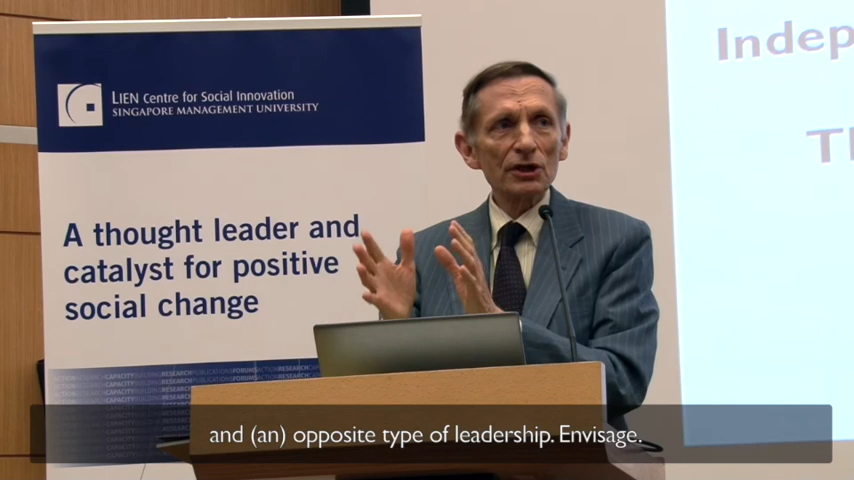 LIEN Centre for Social Innovation
SINGAPORE MANAGEMENT UNIVERSITY
Indep
Th
A thought leader and
catalyst for positive
social change
and (an) opposite type of leadership. Envisage.